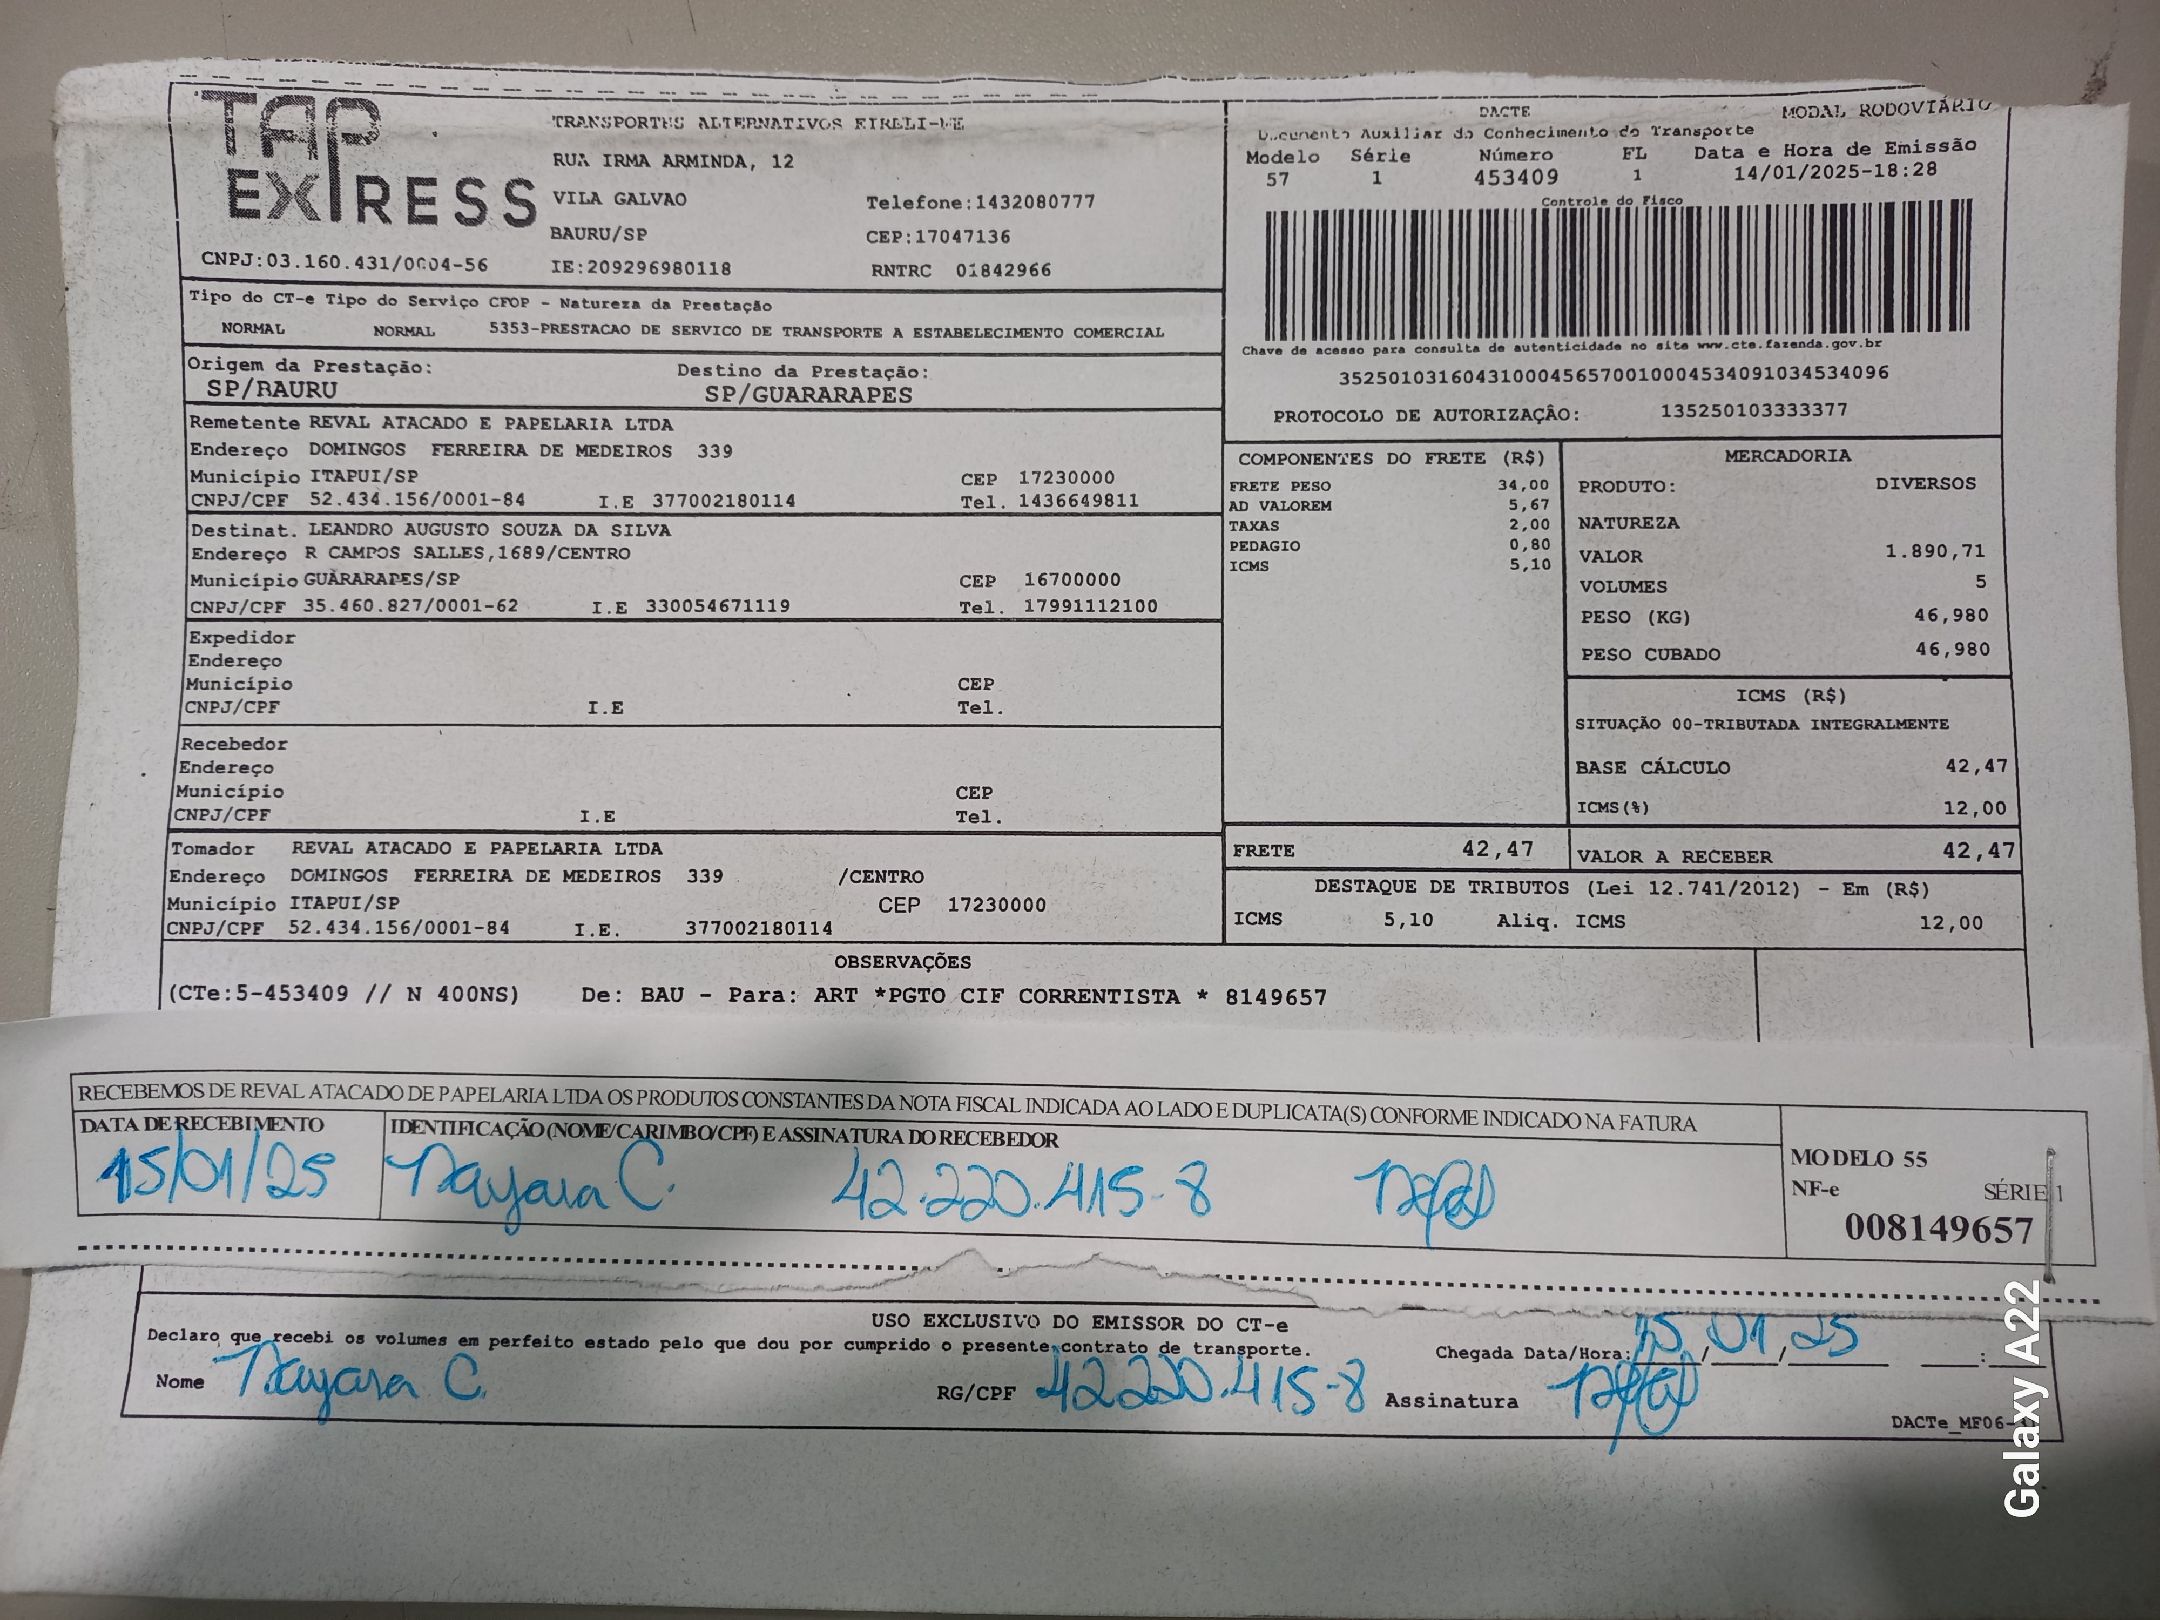 TAP EXPRESS
TRANSPORTES ALTERNATIVOS EIRELI-ME
RUA IRMA ARMINDA, 12
VILA GALVAO Telefone:1432080777
BAURU/SP CEP:17047136
CNPJ:03.160.431/0004-56 IE:209296980118 RNTRC 01842966
DACTE MODAL RODOVIÁRIO
Documento Auxiliar do Conhecimento do Transporte
Modelo Série Número FL Data e Hora de Emissão
57 1 453409 1 14/01/2025-18:28
Controle do Fisco
Chave de acesso para consulta de autenticidade no site www.cte.fazenda.gov.br
35250103160431000456570010004534091034534096
PROTOCOLO DE AUTORIZAÇÃO: 135250103333377
Tipo do CT-e Tipo do Serviço CFOP - Natureza da Prestação
NORMAL NORMAL 5353-PRESTACAO DE SERVICO DE TRANSPORTE A ESTABELECIMENTO COMERCIAL
Origem da Prestação: Destino da Prestação:
SP/BAURU SP/GUARARAPES
Remetente REVAL ATACADO E PAPELARIA LTDA
Endereço DOMINGOS FERREIRA DE MEDEIROS 339
Município ITAPUI/SP CEP 17230000
CNPJ/CPF 52.434.156/0001-84 I.E 377002180114 Tel. 1436649811
Destinat. LEANDRO AUGUSTO SOUZA DA SILVA
Endereço R CAMPOS SALLES,1689/CENTRO
Município GUARARAPES/SP CEP 16700000
CNPJ/CPF 35.460.827/0001-62 I.E 330054671119 Tel. 17991112100
Expedidor
Endereço
Município CEP
CNPJ/CPF I.E Tel.
Recebedor
Endereço
Município CEP
CNPJ/CPF I.E Tel.
Tomador REVAL ATACADO E PAPELARIA LTDA
Endereço DOMINGOS FERREIRA DE MEDEIROS 339 /CENTRO
Município ITAPUI/SP CEP 17230000
CNPJ/CPF 52.434.156/0001-84 I.E. 377002180114
COMPONENTES DO FRETE (R$)
FRETE PESO 34,00
AD VALOREM 5,67
TAXAS 2,00
PEDAGIO 0,80
ICMS 5,10
MERCADORIA
PRODUTO: DIVERSOS
NATUREZA
VALOR 1.890,71
VOLUMES 5
PESO (KG) 46,980
PESO CUBADO 46,980
ICMS (R$)
SITUAÇÃO 00-TRIBUTADA INTEGRALMENTE
BASE CÁLCULO 42,47
ICMS(%) 12,00
FRETE 42,47 VALOR A RECEBER 42,47
DESTAQUE DE TRIBUTOS (Lei 12.741/2012) - Em (R$)
ICMS 5,10 Aliq. ICMS 12,00
OBSERVAÇÕES
(CTe:5-453409 // N 400NS) De: BAU - Para: ART *PGTO CIF CORRENTISTA * 8149657
RECEBEMOS DE REVAL ATACADO DE PAPELARIA LTDA OS PRODUTOS CONSTANTES DA NOTA FISCAL INDICADA AO LADO E DUPLICATA(S) CONFORME INDICADO NA FATURA
DATA DE RECEBIMENTO IDENTIFICAÇÃO (NOME/CARIMBO/CPF) E ASSINATURA DO RECEBEDOR
15/01/25 Nayara C. 42.220.415-8
MODELO 55
NF-e SÉRIE 1
008149657
USO EXCLUSIVO DO EMISSOR DO CT-e
Declaro que recebi os volumes em perfeito estado pelo que dou por cumprido o presente contrato de transporte. Chegada Data/Hora: 15/01/25 :
Nome Nayara C. RG/CPF 42220.415-8 Assinatura
DACTe_MF06-
Galaxy A22